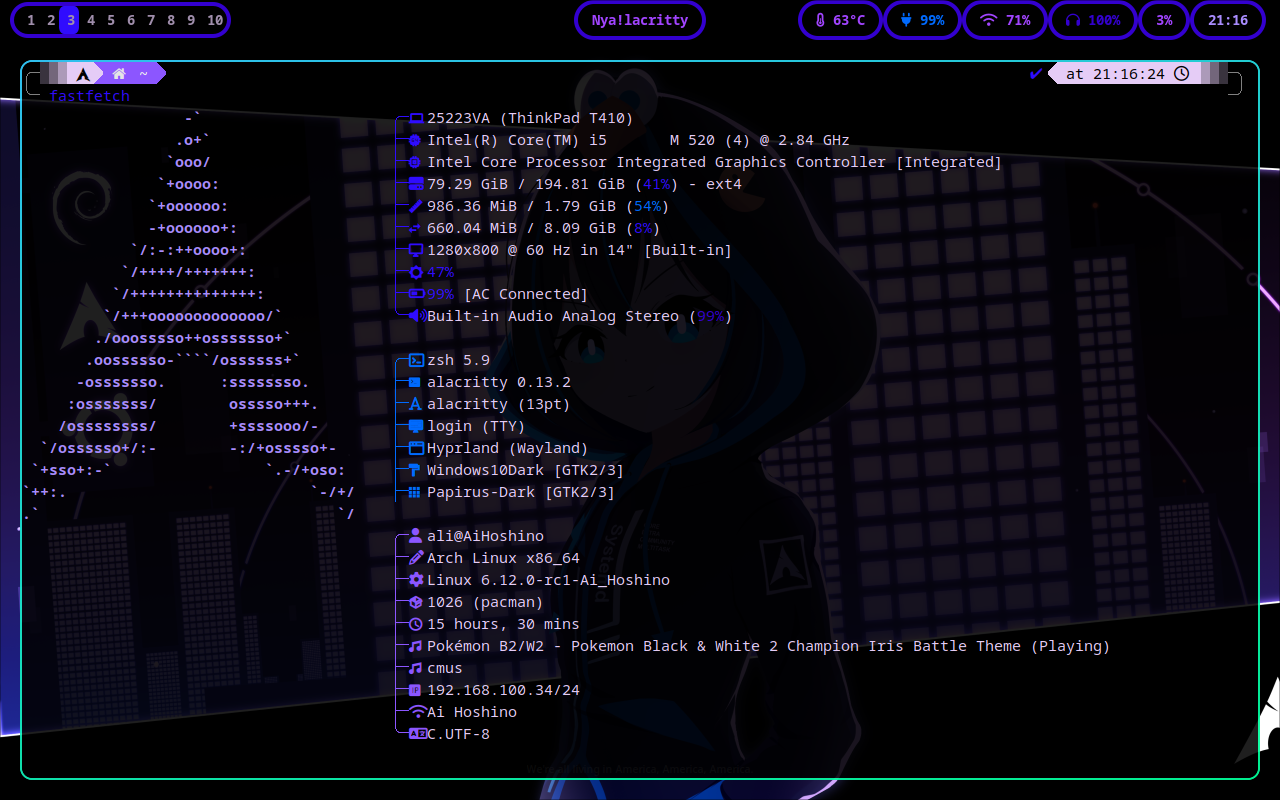 1 2 3 4 5 6 7 8 9 10 Nya!lacritty 63°C 99% 71% 100% 3% 21:16
~ ✔ at 21:16:24
fastfetch
-`
.o+`
`ooo/
`+oooo:
`+oooooo:
-+oooooo+:
`/:-:++oooo+:
`/++++/+++++++:
`/++++++++++++++:
`/+++ooooooooooooo/`
./ooosssso++osssssso+`
.oossssso-````/ossssss+`
-osssssso. :ssssssso.
:osssssss/ osssso+++.
/ossssssss/ +ssssooo/-
`/ossssso+/:- -:/+osssso+-
`+sso+:-` `.-/+oso:
`++:. `-/+/
.` `/
25223VA (ThinkPad T410)
Intel(R) Core(TM) i5 M 520 (4) @ 2.84 GHz
Intel Core Processor Integrated Graphics Controller [Integrated]
79.29 GiB / 194.81 GiB (41%) - ext4
986.36 MiB / 1.79 GiB (54%)
660.04 MiB / 8.09 GiB (8%)
1280x800 @ 60 Hz in 14" [Built-in]
47%
99% [AC Connected]
Built-in Audio Analog Stereo (99%)
zsh 5.9
alacritty 0.13.2
alacritty (13pt)
login (TTY)
Hyprland (Wayland)
Windows10Dark [GTK2/3]
Papirus-Dark [GTK2/3]
ali@AiHoshino
Arch Linux x86_64
Linux 6.12.0-rc1-Ai_Hoshino
1026 (pacman)
15 hours, 30 mins
Pokémon B2/W2 - Pokemon Black & White 2 Champion Iris Battle Theme (Playing)
cmus
192.168.100.34/24
Ai Hoshino
C.UTF-8